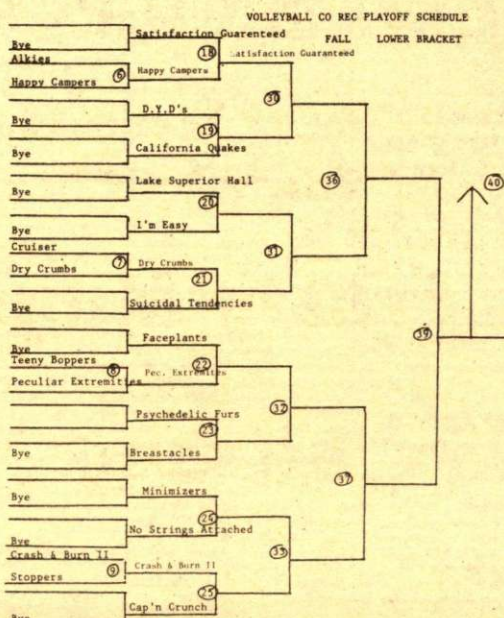 VOLLEYBALL CO REC PLAYOFF SCHEDULE
FALL LOWER BRACKET
Satisfaction Guarenteed
Bye
Alkies
18
Satisfaction Guaranteed
6
Happy Campers
Happy Campers
30
D.Y.D's
Bye
19
California Quakes
Bye
Lake Superior Hall
36
40
Bye
20
I'm Easy
Bye
Cruiser
31
7
Dry Crumbs
Dry Crumbs
21
Suicidal Tendencies
Bye
39
Faceplants
Bye
Teeny Boppers
22
8
Pec. Extremites
Peculiar Extremities
32
Psychedelic Furs
23
Breastacles
Bye
37
Minimizers
Bye
24
No Strings Attached
Bye
Crash & Burn II
33
9
Crash & Burn II
Stoppers
25
Cap'n Crunch
Bye